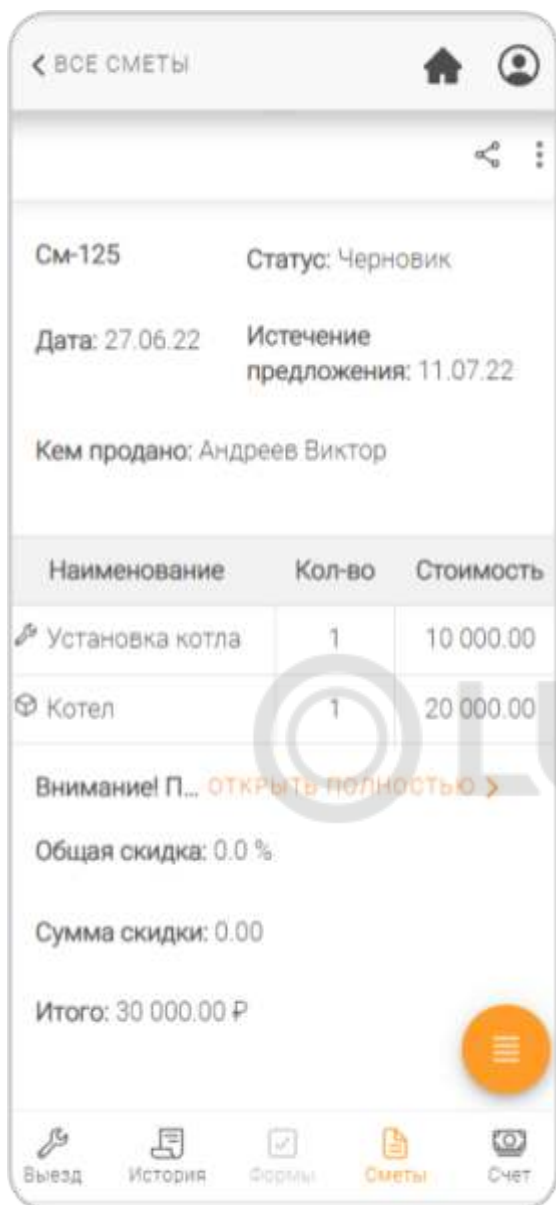 ВСЕ СМЕТЫ
См-125 Статус: Черновик
Дата: 27.06.22 Истечение
предложения: 11.07.22
Кем продано: Андреев Виктор
Наименование Кол-во Стоимость
Установка котла 1 10 000.00
Котел 1 20 000.00
Внимание! П... ОТКРЫТЬ ПОЛНОСТЬЮ
Общая скидка: 0.0 %
Сумма скидки: 0.00
Итого: 30 000.00 ₽
Выезд История Формы Сметы Счет